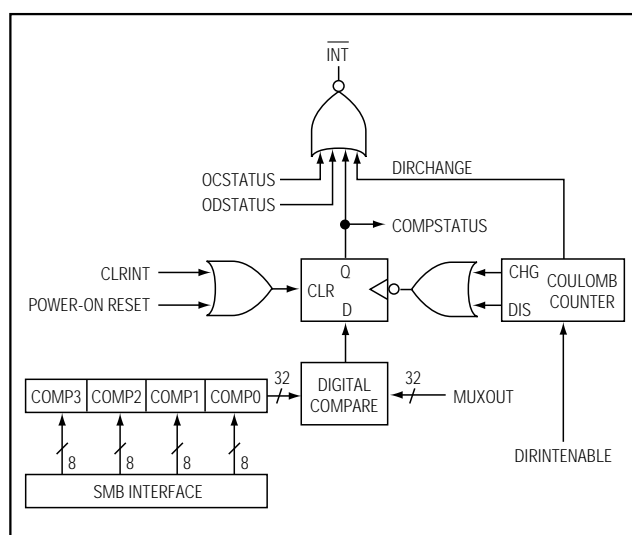 INT
OCSTATUS
DIRCHANGE
ODSTATUS
COMPSTATUS
CLRINT
POWER-ON RESET
Q
CLR
D
CHG
DIS
COULOMB
COUNTER
COMP3 COMP2 COMP1 COMP0
32
DIGITAL
COMPARE
32
MUXOUT
DIRINTENABLE
8 8 8 8
SMB INTERFACE